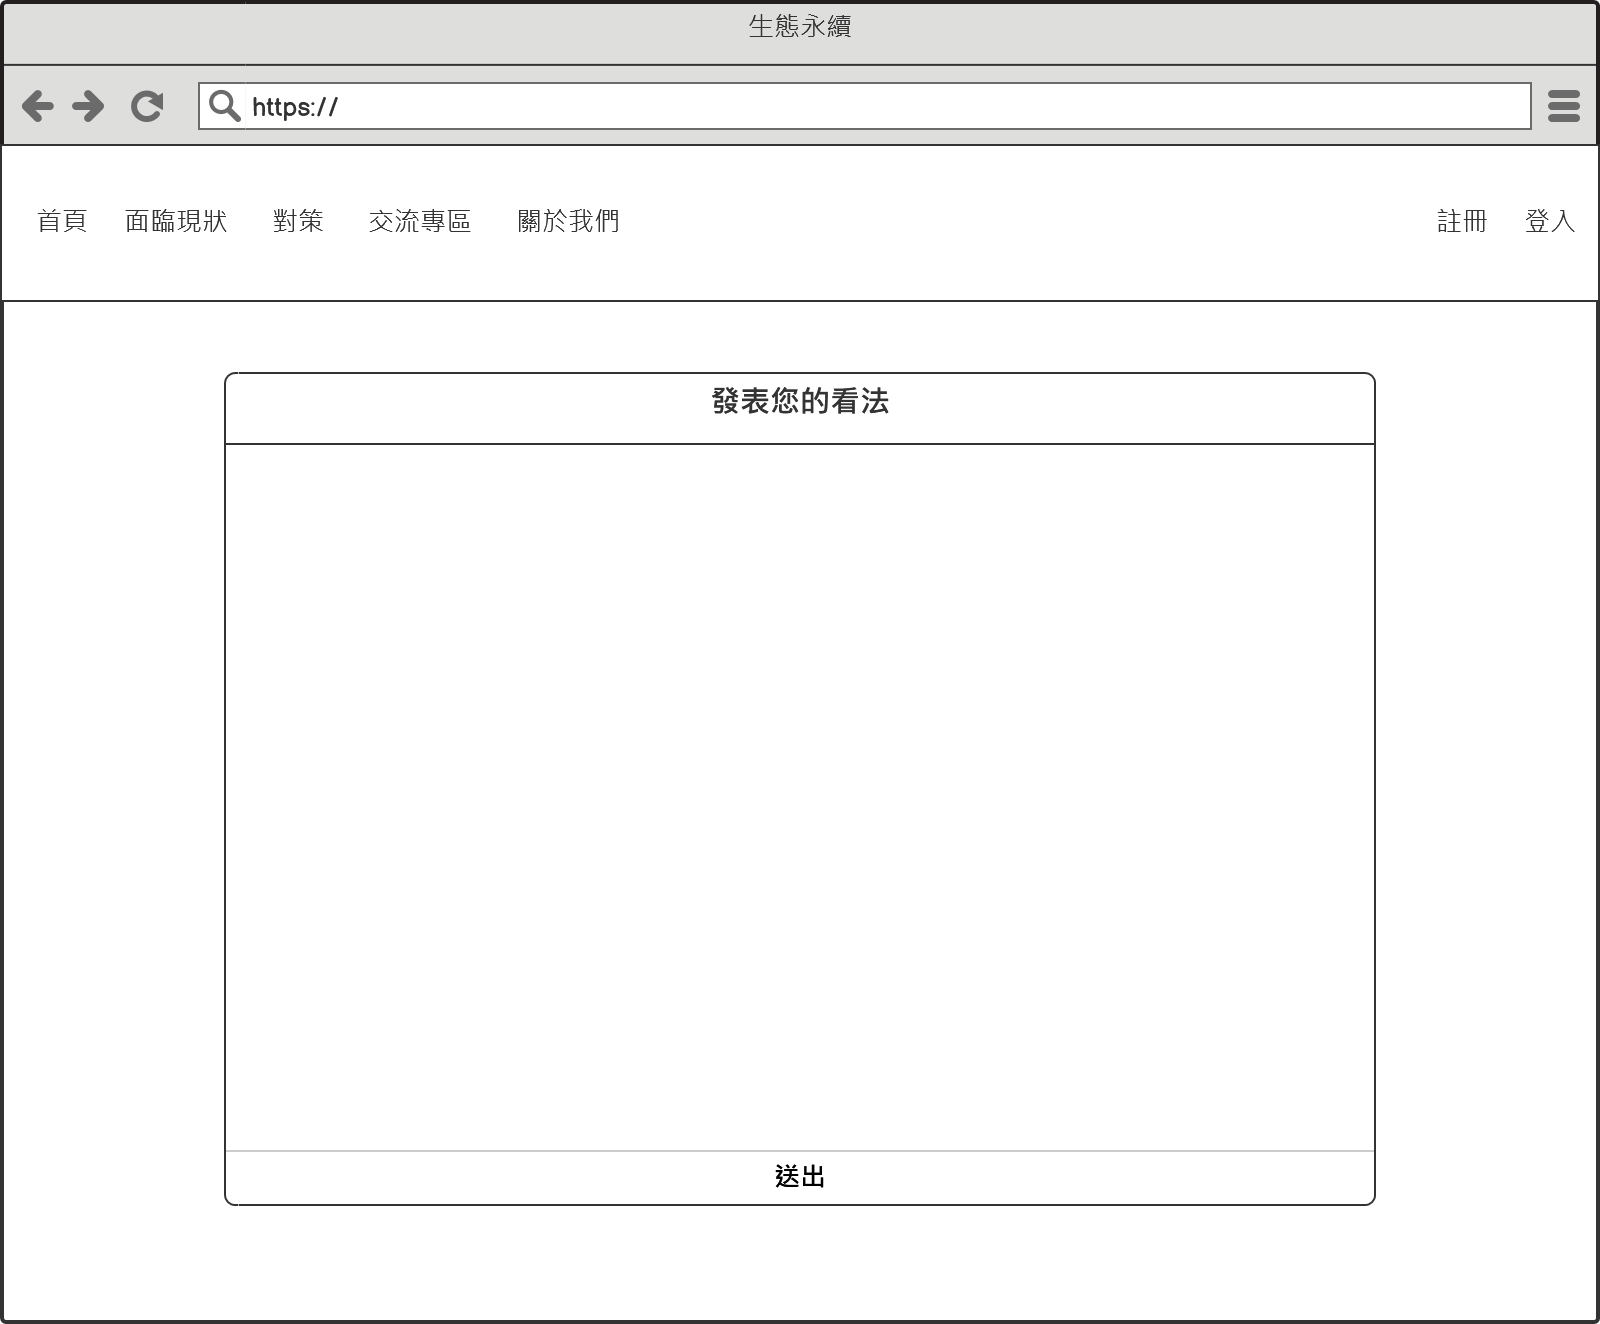 生態永續
https://
首頁 面臨現狀 對策 交流專區 關於我們 註冊 登入
發表您的看法
送出